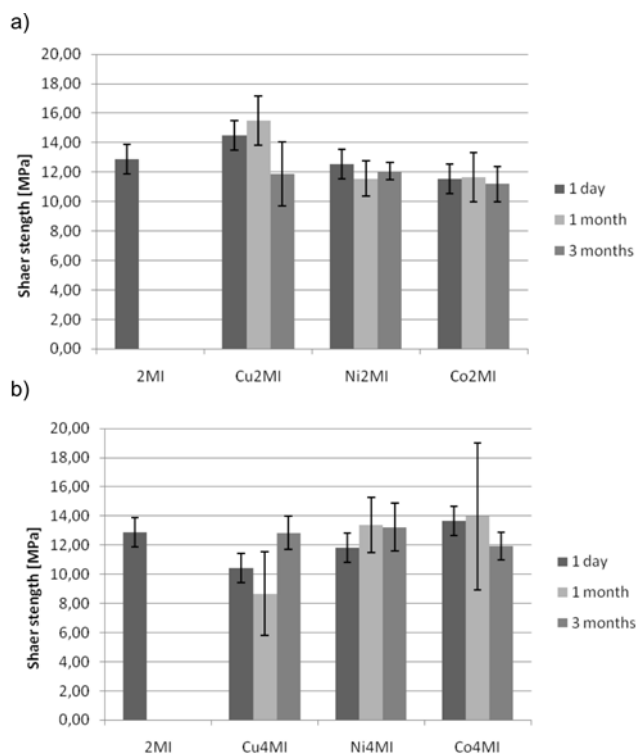 a)
20,00
18,00
16,00
14,00
12,00
10,00
8,00
6,00
4,00
2,00
0,00
Shaer stength [MPa]
2MI Cu2MI Ni2MI Co2MI
1 day
1 month
3 months
b)
20,00
18,00
16,00
14,00
12,00
10,00
8,00
6,00
4,00
2,00
0,00
Shaer stength [MPa]
2MI Cu4MI Ni4MI Co4MI
1 day
1 month
3 months